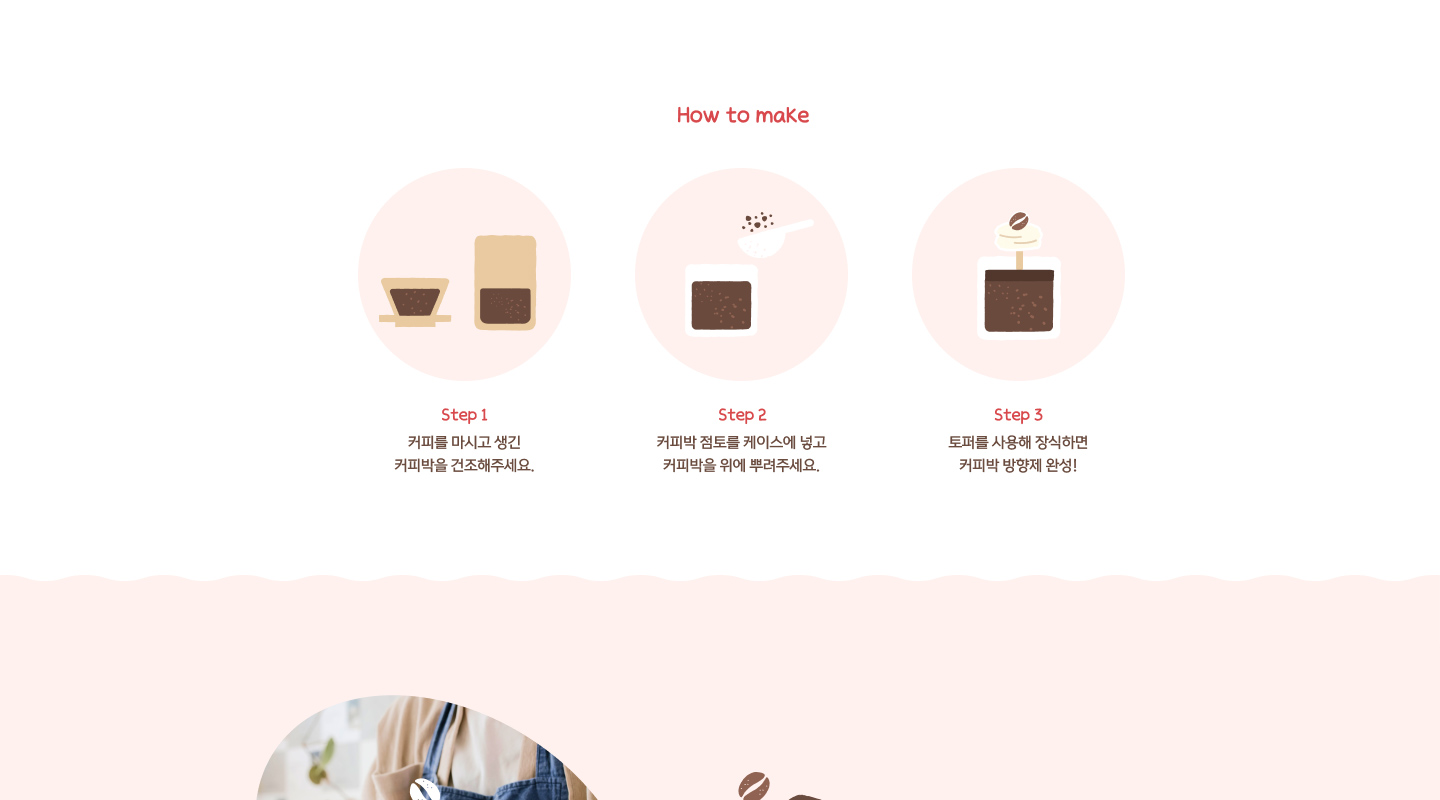 How to make
Step 1
커피를 마시고 생긴
커피박을 건조해주세요.
Step 2
커피박 점토를 케이스에 넣고
커피박을 위에 뿌려주세요.
Step 3
토퍼를 사용해 장식하면
커피박 방향제 완성!